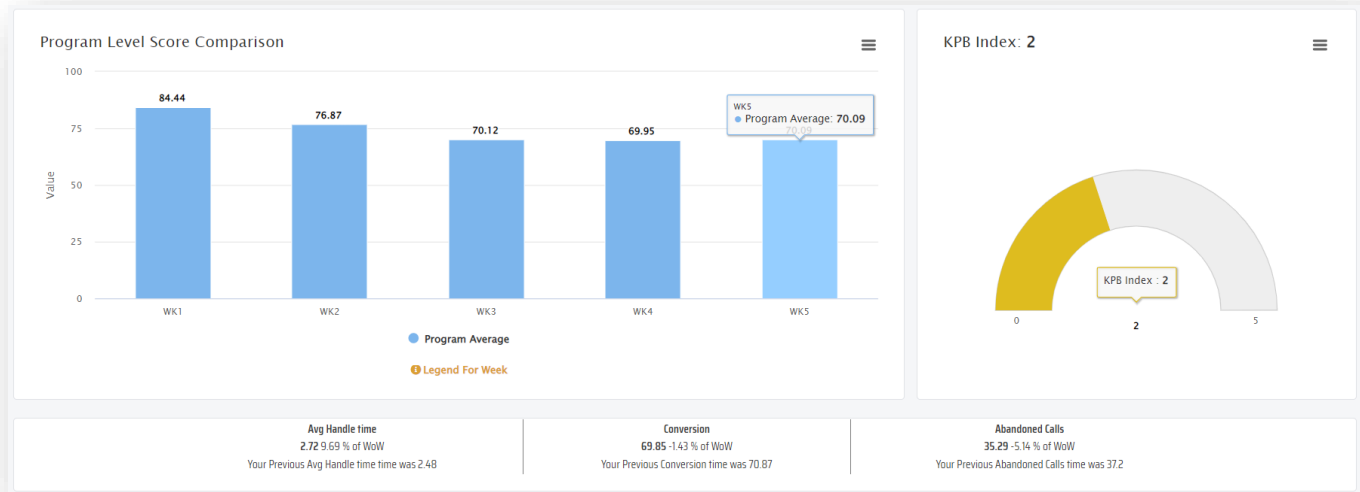 Program Level Score Comparison
100
75
50
25
0
Value
84.44
76.87
70.12
69.95
70.09
WK5
Program Average: 70.09
WK1
WK2
WK3
WK4
WK5
Program Average
Legend For Week
KPB Index: 2
KPB Index : 2
0
2
5
Avg Handle time
2.72 9.69 % of WoW
Your Previous Avg Handle time time was 2.48
Conversion
69.85 -1.43 % of WoW
Your Previous Conversion time was 70.87
Abandoned Calls
35.29 -5.14 % of WoW
Your Previous Abandoned Calls time was 37.2